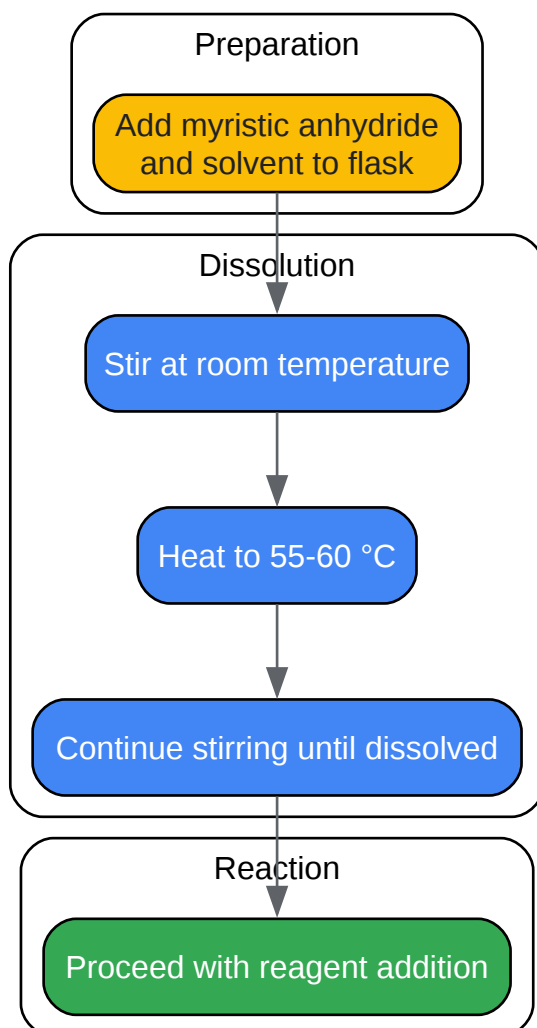 Preparation
Add myristic anhydride
and solvent to flask
Dissolution
Stir at room temperature
Heat to 55-60 °C
Continue stirring until dissolved
Reaction
Proceed with reagent addition